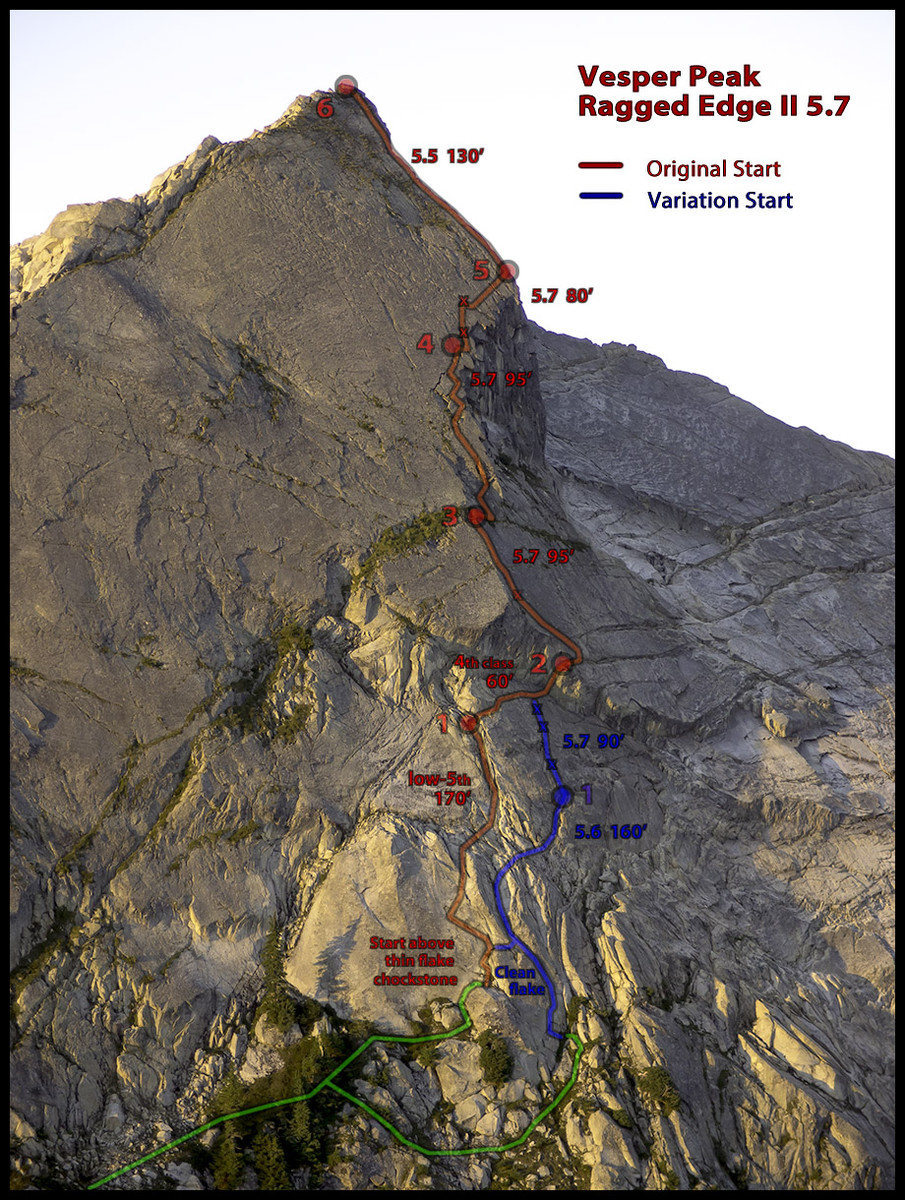 Vesper Peak
Ragged Edge II 5.7
Original Start
Variation Start
6
5.5 130’
5
5.7 80’
4
5.7 95’
3
5.7 95’
2
4th class
60’
1
5.7 90’
low-5th
170’
1
5.6 160’
Start above
thin flake
chockstone
Clean
flake